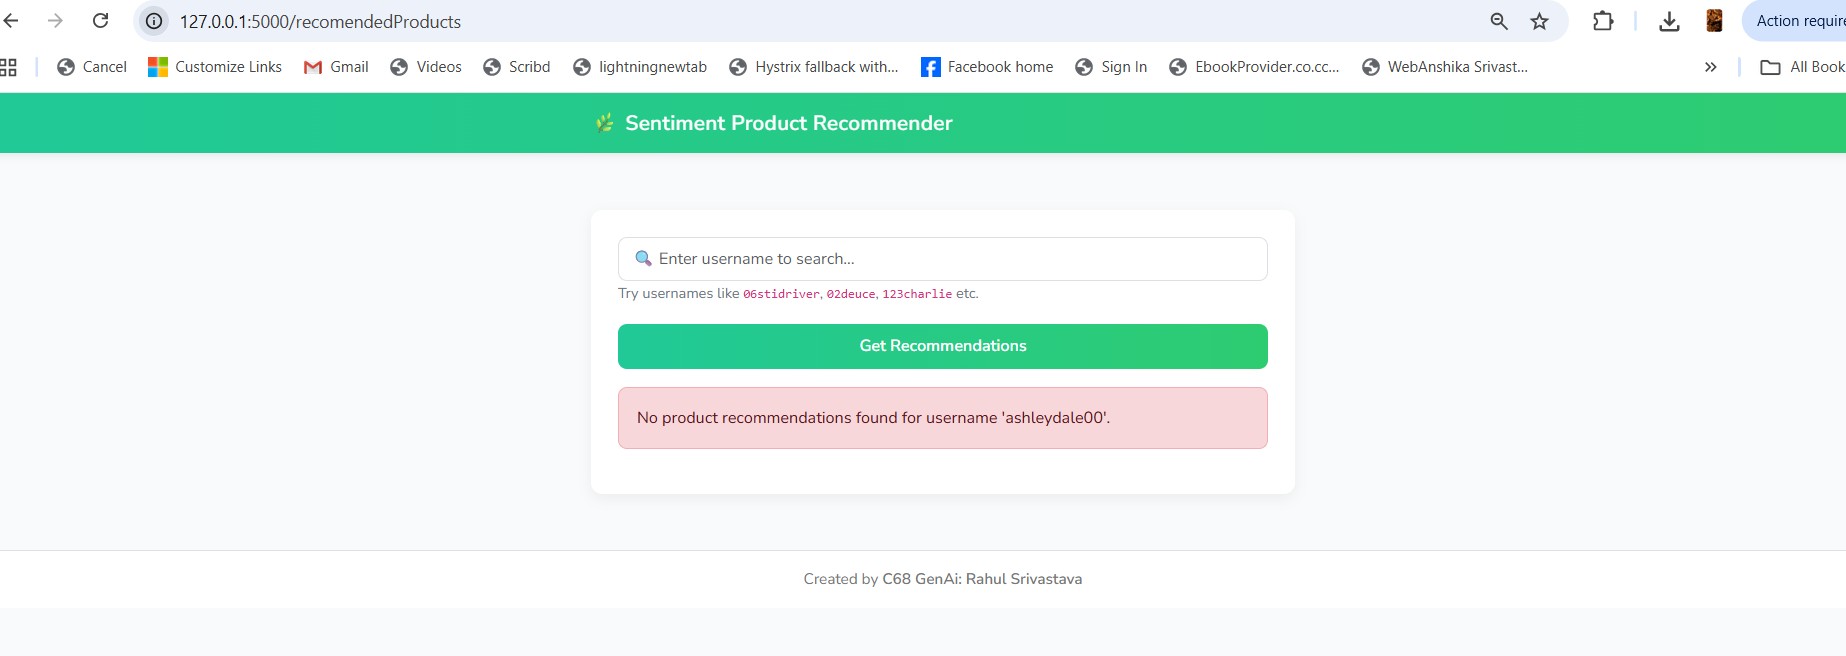 127.0.0.1:5000/recomendedProducts
Action require
Cancel Customize Links Gmail Videos Scribd lightningnewtab Hystrix fallback with... Facebook home Sign In EbookProvider.co.cc... WebAnshika Srivast... » All Book
Sentiment Product Recommender
Enter username to search...
Try usernames like 06stidriver, 02deuce, 123charlie etc.
Get Recommendations
No product recommendations found for username 'ashleydale00'.
Created by C68 GenAi: Rahul Srivastava